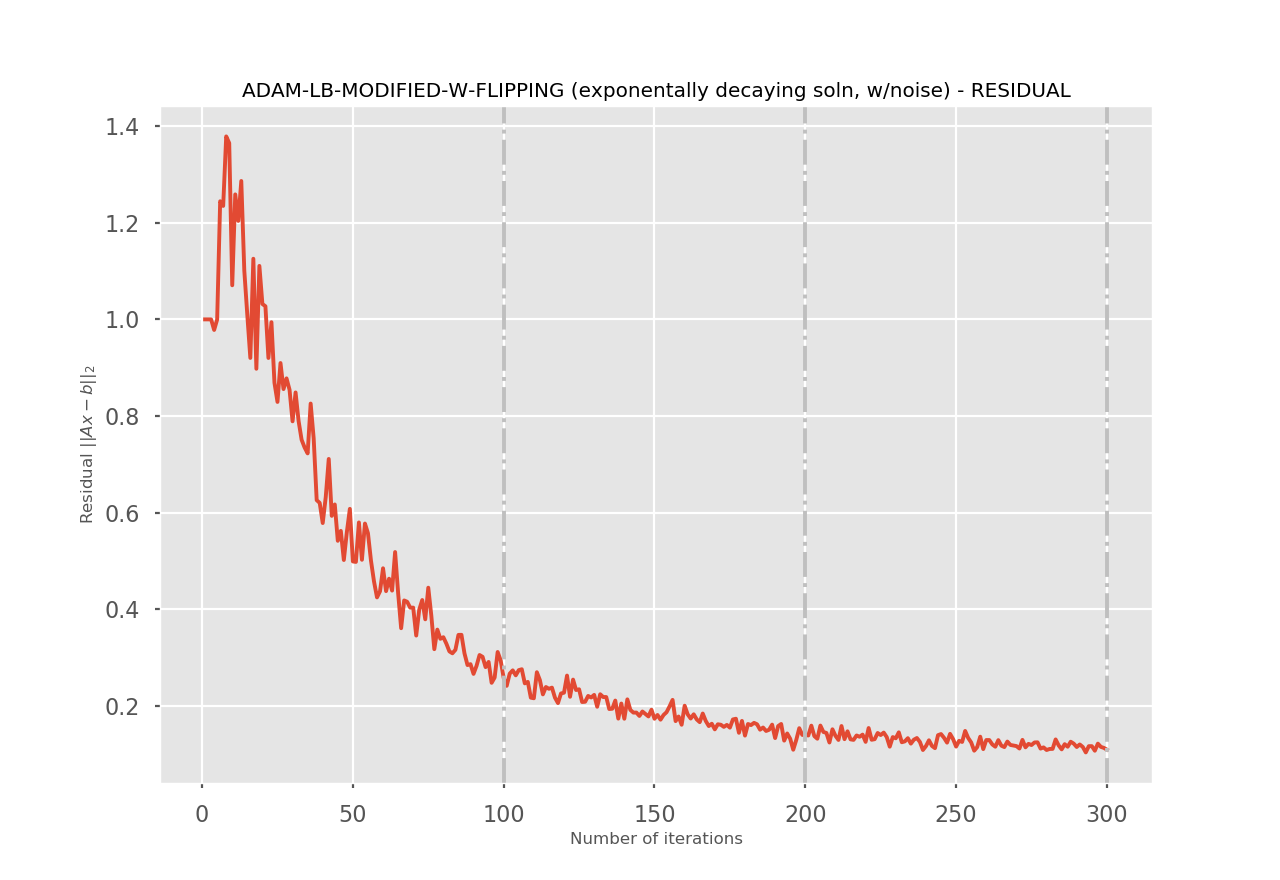 ADAM-LB-MODIFIED-W-FLIPPING (exponentially decaying soln, w/noise) - RESIDUAL
1.4
1.2
1.0
0.8
0.6
0.4
0.2
Residual ||Ax − b||₂
0 50 100 150 200 250 300
Number of iterations